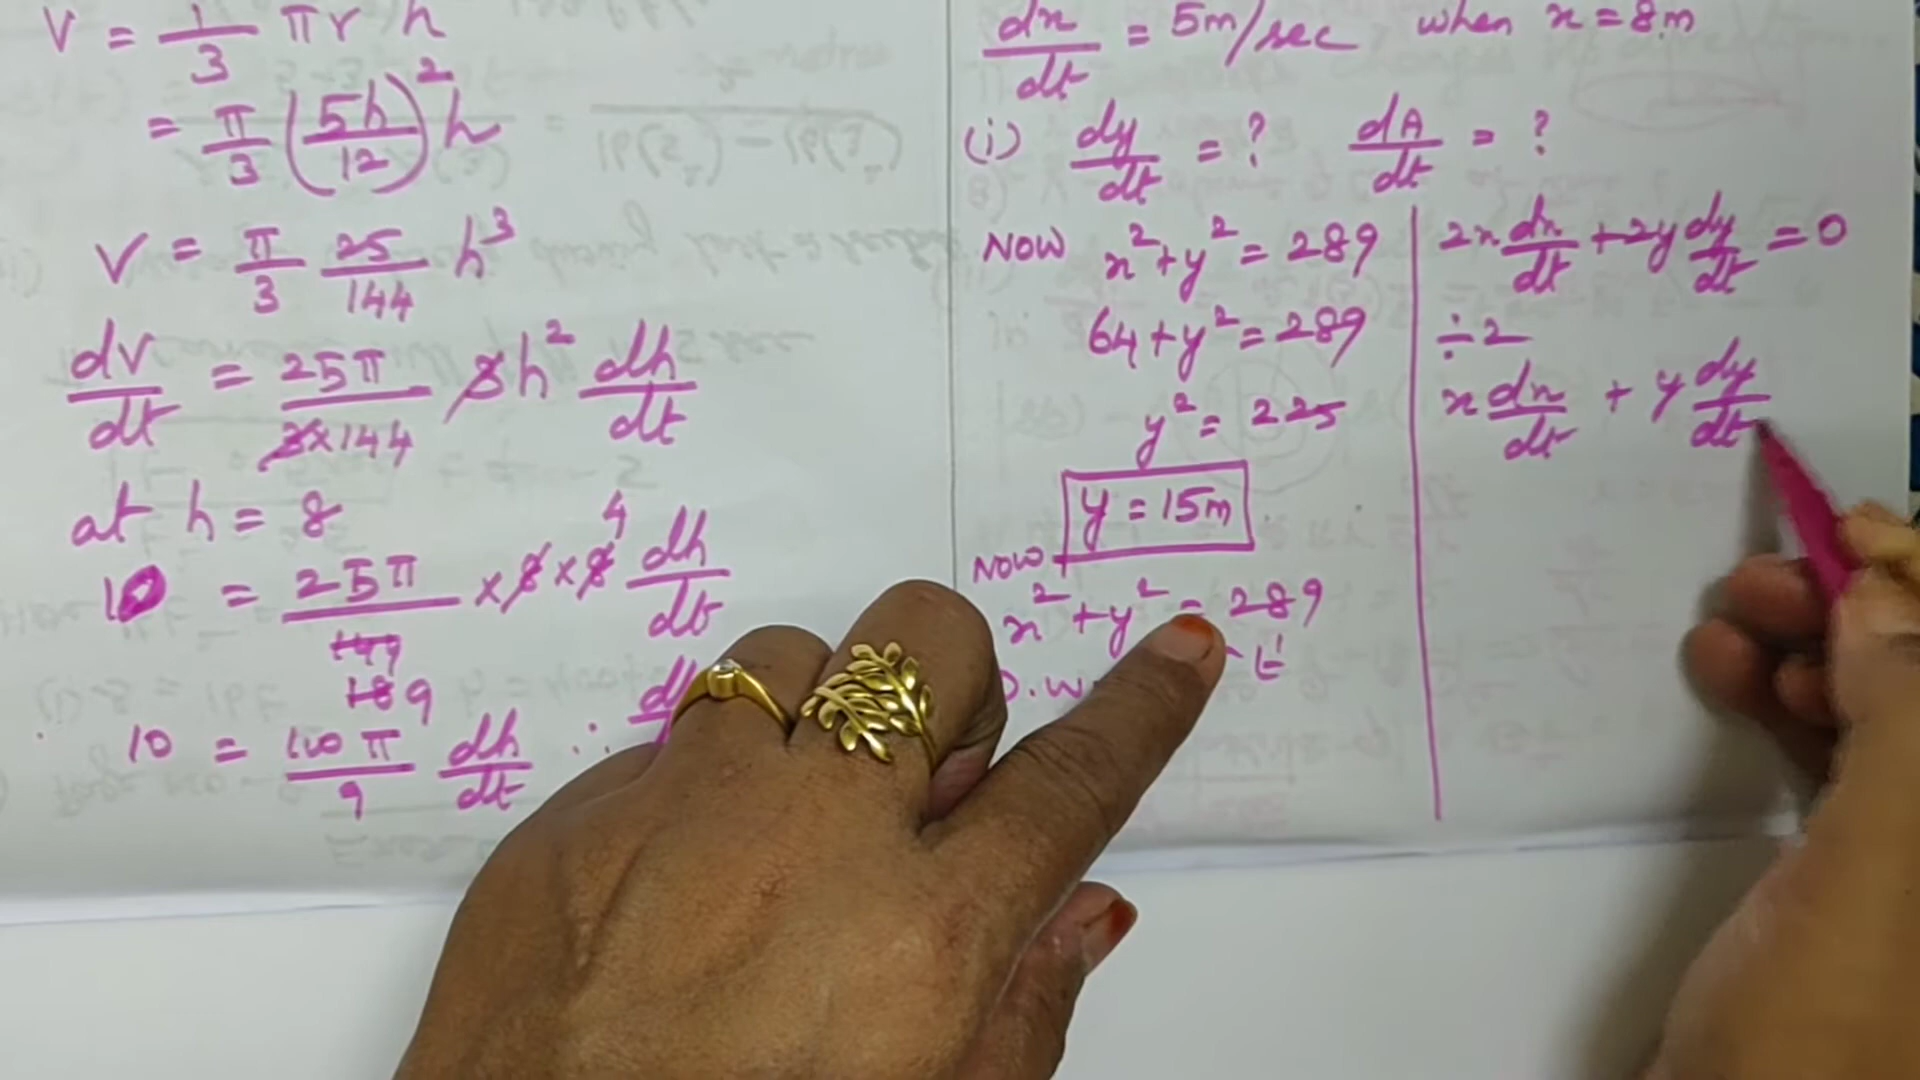 V = 1/3 πr h
= π/3 (5h/12)² h
V = π/3 25/144 h³
dv/dt = 25π/3×144 3h² dh/dt
at h = 8
10 = 25π/144 × 8 × 8 4 dh/dt
18 9
10 = 100π/9 dh/dt ∴
dx/dt = 5m/sec when x = 8m
(i) dy/dt = ? dA/dt = ?
Now x² + y² = 289
64 + y² = 289
y² = 225
y = 15m
Now
x² + y² = 289
D. w t
2x dx/dt + 2y dy/dt = 0
÷2
x dx/dt + y dy/dt